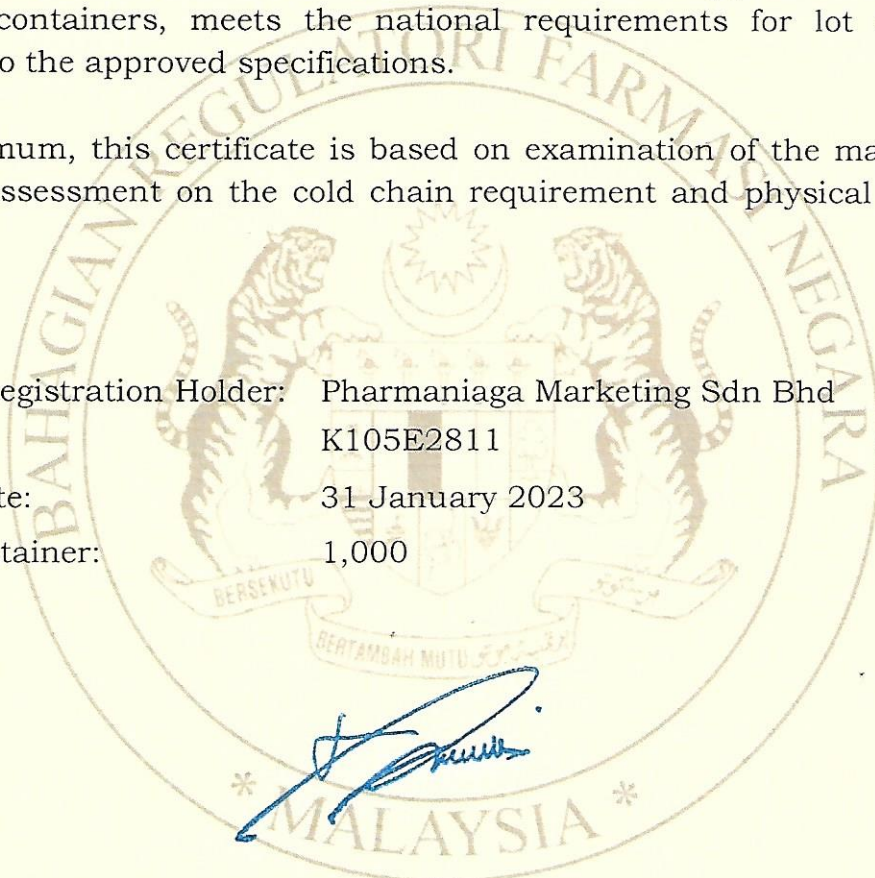 containers, meets the national requirements for lot
o the approved specifications.
num, this certificate is based on examination of the ma
assessment on the cold chain requirement and physical
egistration Holder: Pharmaniaga Marketing Sdn Bhd
K105E2811
te: 31 January 2023
tainer: 1,000
BAHAGIAN REGULATORI FARMASI NEGARA
BERSEKUTU
BERTAMBAH MUTU
* MALAYSIA *